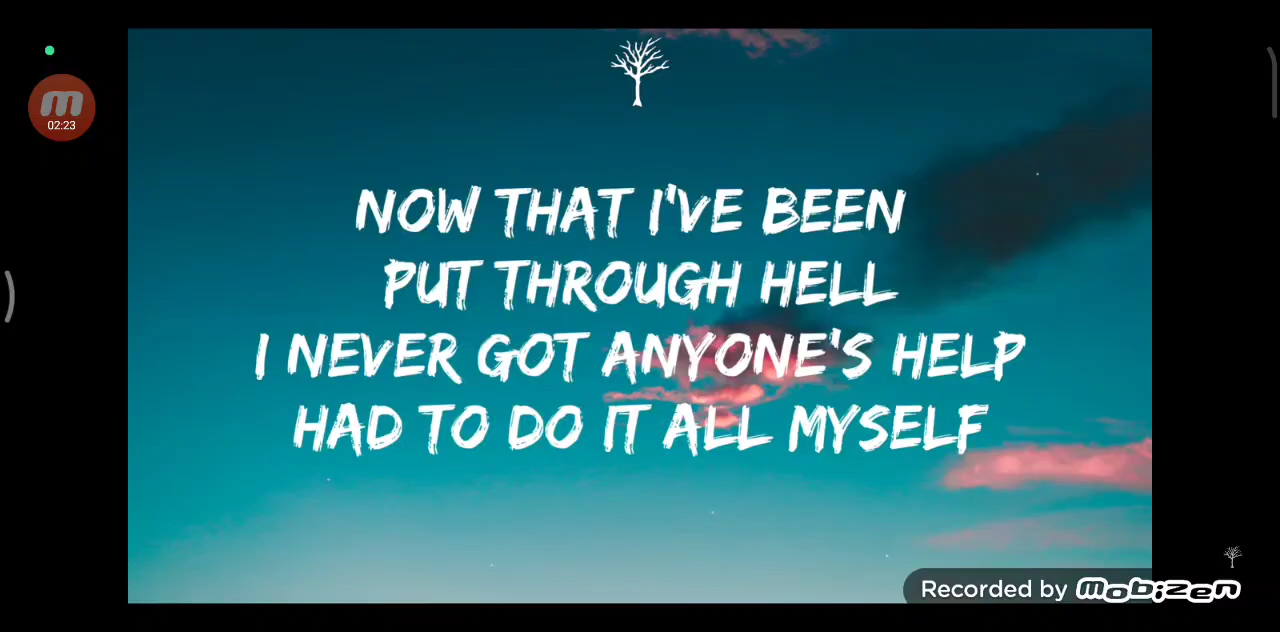 02:23
NOW THAT I'VE BEEN
PUT THROUGH HELL
I NEVER GOT ANYONE'S HELP
HAD TO DO IT ALL MYSELF
Recorded by mobizen